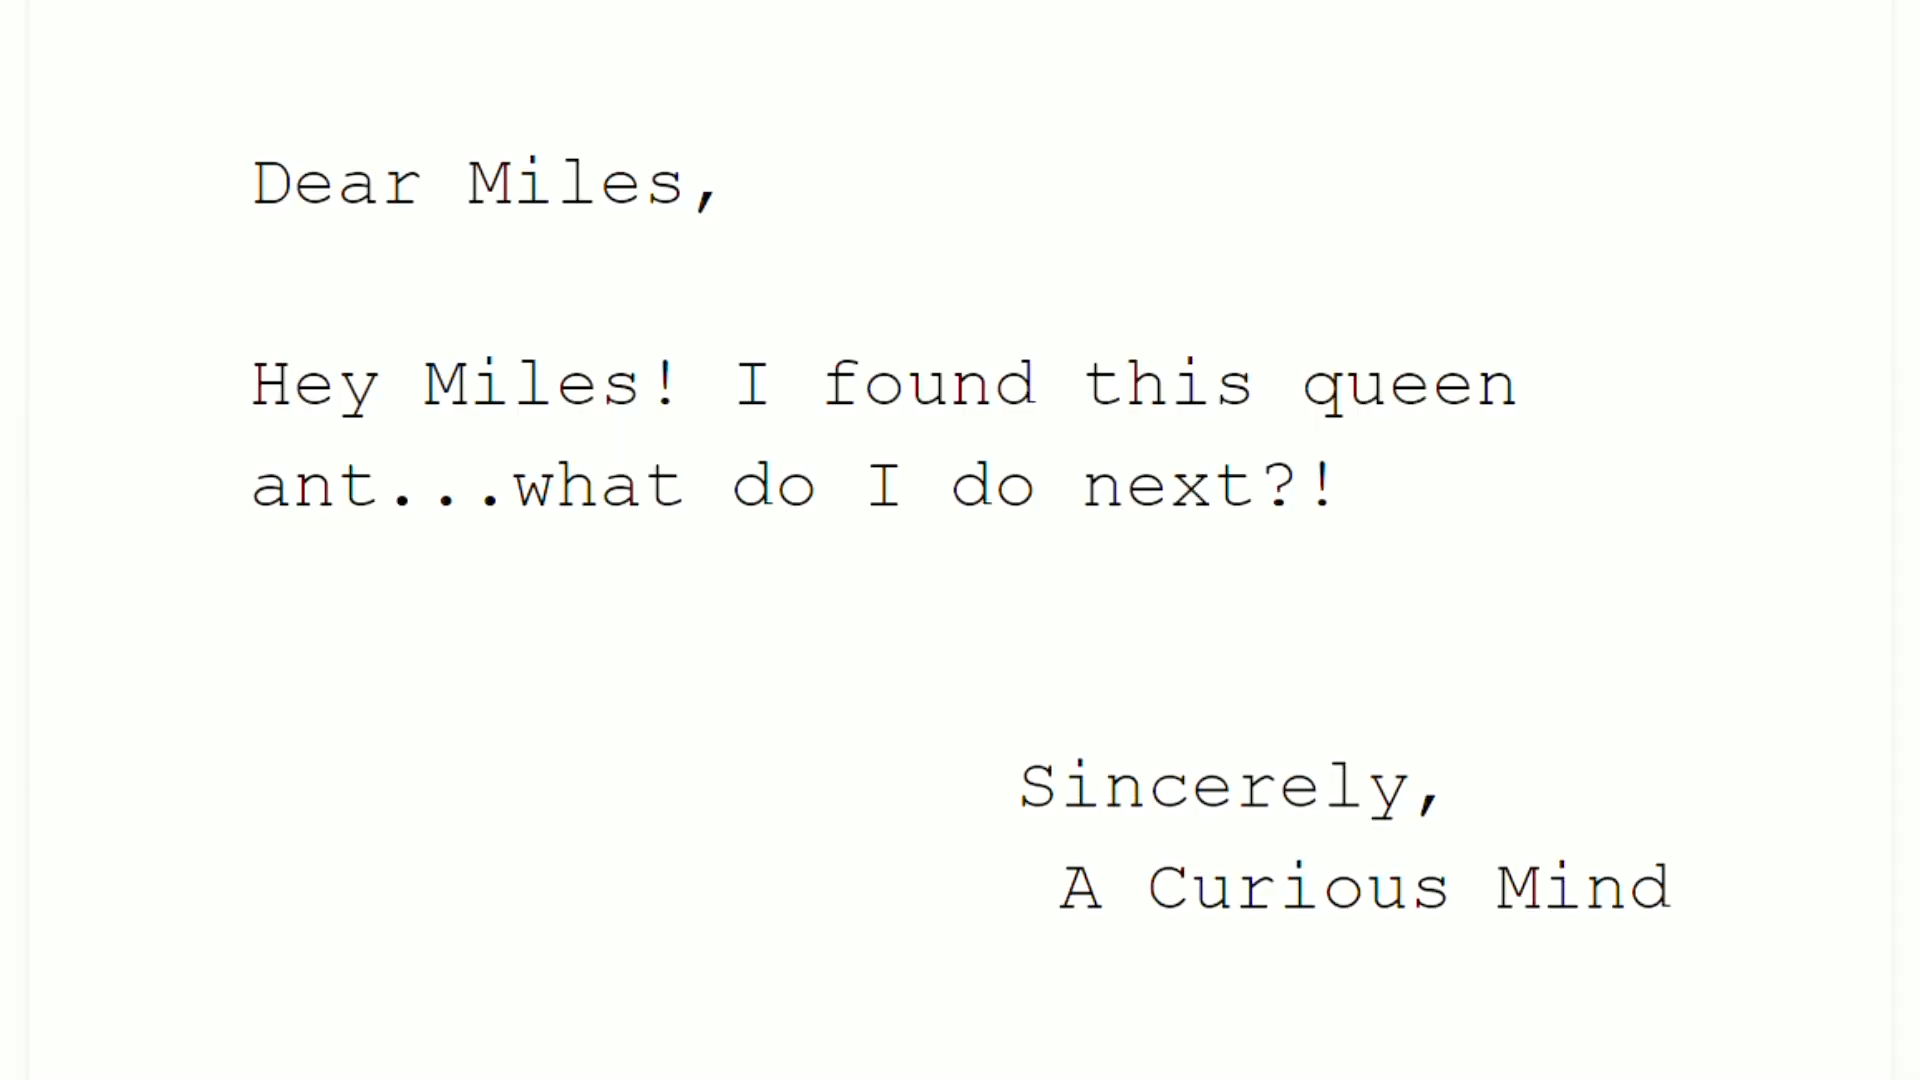 Dear Miles,
Hey Miles! I found this queen
ant...what do I do next?!
Sincerely,
A Curious Mind